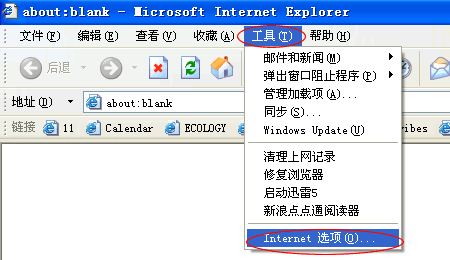 about:blank - Microsoft Internet Explorer
文件(F) 编辑(E) 查看(V) 收藏(A) 工具(T) 帮助(H)
后退
地址(D) about:blank
链接 11 Calendar ECOLOGY ibes
邮件和新闻(M)
弹出窗口阻止程序(P)
管理加载项(A)...
同步(S)...
Windows Update(U)
清理上网记录
修复浏览器
启动迅雷5
新浪点点通阅读器
Internet 选项(O)...